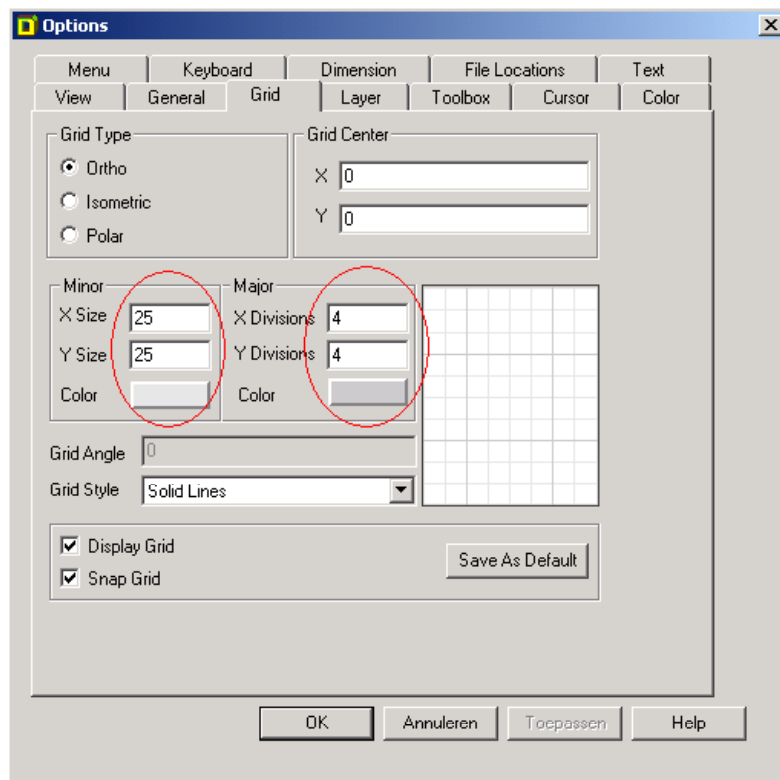 Options
Menu Keyboard Dimension File Locations Text
View General Grid Layer Toolbox Cursor Color
Grid Type
Ortho
Isometric
Polar
Grid Center
X 0
Y 0
Minor
X Size 25
Y Size 25
Color
Major
X Divisions 4
Y Divisions 4
Color
Grid Angle 0
Grid Style Solid Lines
Display Grid
Snap Grid
Save As Default
OK Annuleren Toepassen Help